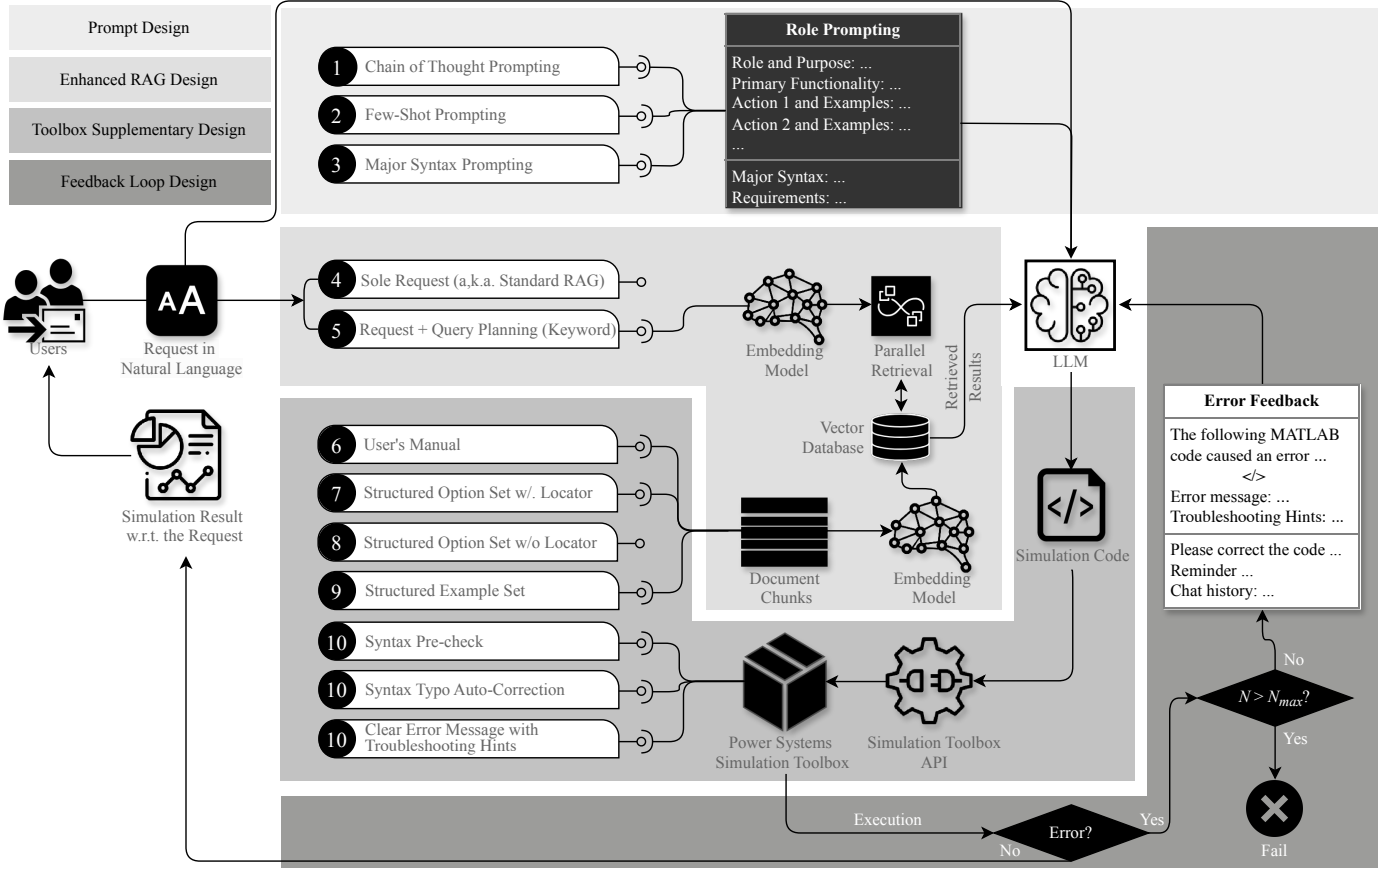 Prompt Design
Enhanced RAG Design
Toolbox Supplementary Design
Feedback Loop Design
1 Chain of Thought Prompting
2 Few-Shot Prompting
3 Major Syntax Prompting
Role Prompting
Role and Purpose: ...
Primary Functionality: ...
Action 1 and Examples: ...
Action 2 and Examples: ...
...
Major Syntax: ...
Requirements: ...
Users
AA
Request in
Natural Language
4 Sole Request (a,k.a. Standard RAG)
5 Request + Query Planning (Keyword)
Embedding
Model
Parallel
Retrieval
Retrieved
Results
LLM
Vector
Database
Simulation Result
w.r.t. the Request
6 User's Manual
7 Structured Option Set w/. Locator
8 Structured Option Set w/o Locator
9 Structured Example Set
Document
Chunks
Embedding
Model
</>
Simulation Code
10 Syntax Pre-check
10 Syntax Typo Auto-Correction
10 Clear Error Message with
Troubleshooting Hints
Power Systems
Simulation Toolbox
Simulation Toolbox
API
Error Feedback
The following MATLAB
code caused an error ...
</>
Error message: ...
Troubleshooting Hints: ...
Please correct the code ...
Reminder ...
Chat history: ...
No
N > Nmax?
Yes
Fail
Execution
Error?
Yes
No